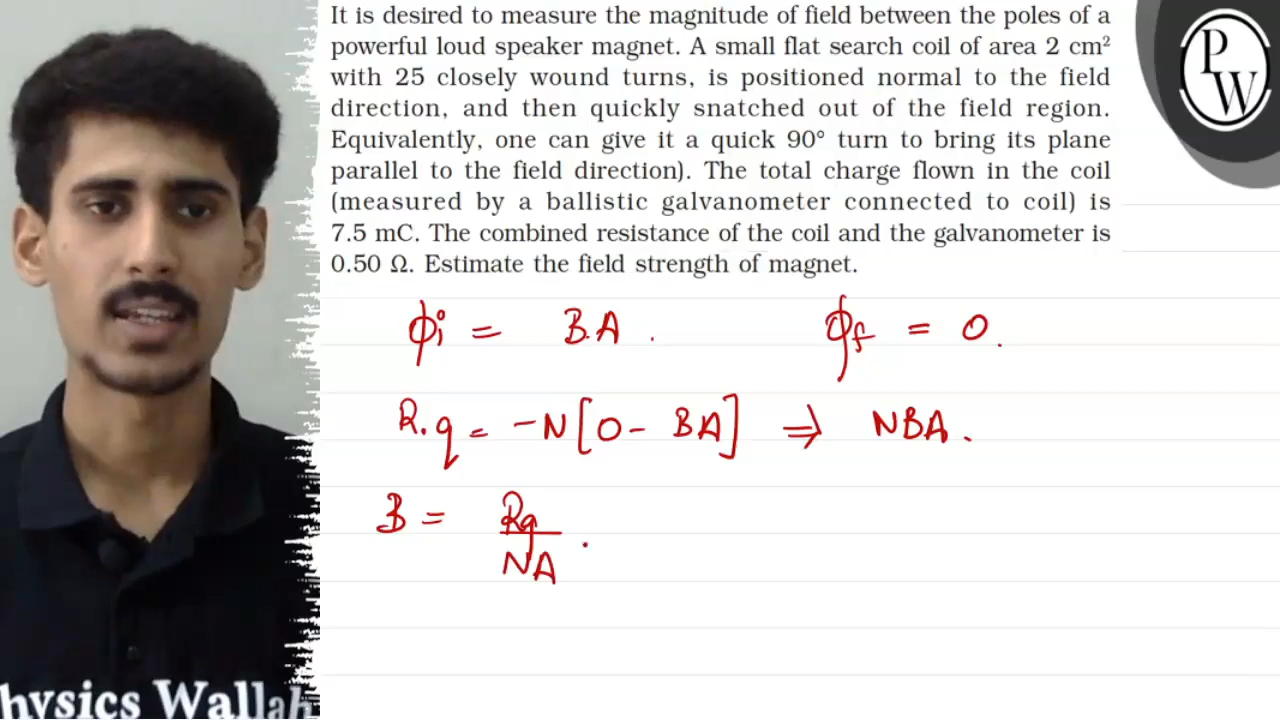 It is desired to measure the magnitude of field between the poles of a
powerful loud speaker magnet. A small flat search coil of area 2 cm²
with 25 closely wound turns, is positioned normal to the field
direction, and then quickly snatched out of the field region.
Equivalently, one can give it a quick 90° turn to bring its plane
parallel to the field direction). The total charge flown in the coil
(measured by a ballistic galvanometer connected to coil) is
7.5 mC. The combined resistance of the coil and the galvanometer is
0.50 Ω. Estimate the field strength of magnet.
P
W
ϕi = B.A . ϕf = 0.
R.q = -N[0 - BA] ⇒ NBA.
B = Rq/NA .
hysics Wallah